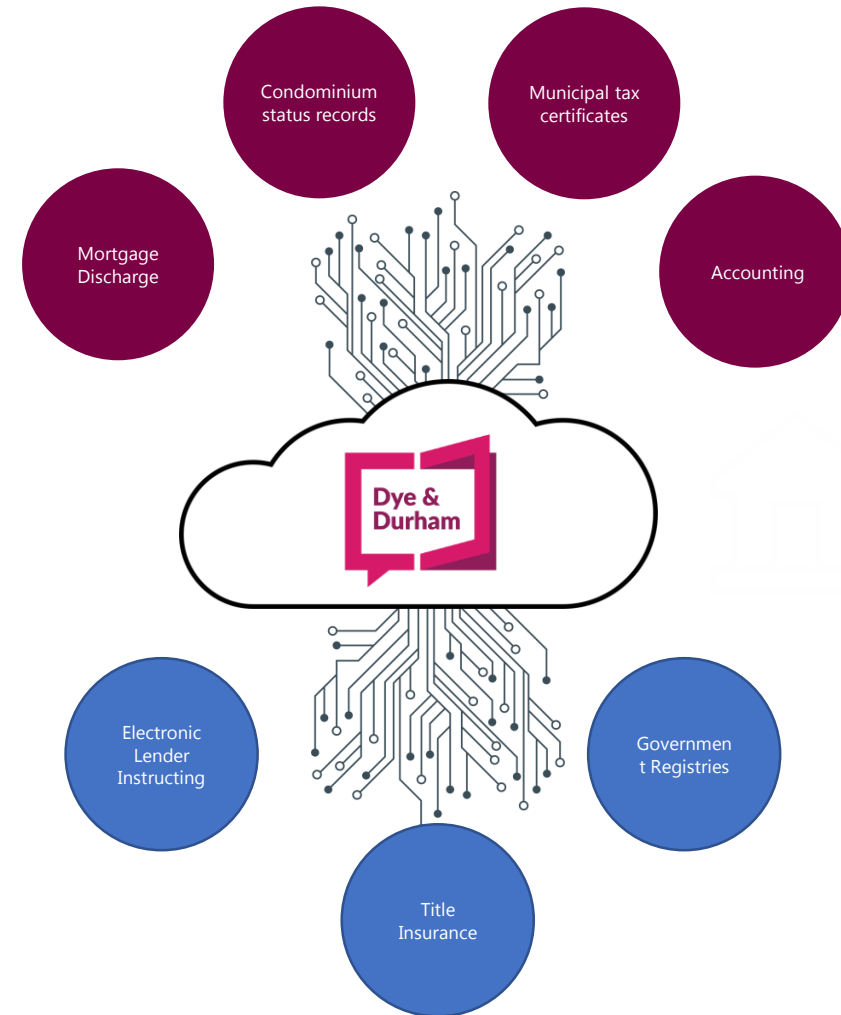 Condominium
status records
Municipal tax
certificates
Mortgage
Discharge
Accounting
Dye &
Durham
Electronic
Lender
Instructing
Governmen
t Registries
Title
Insurance